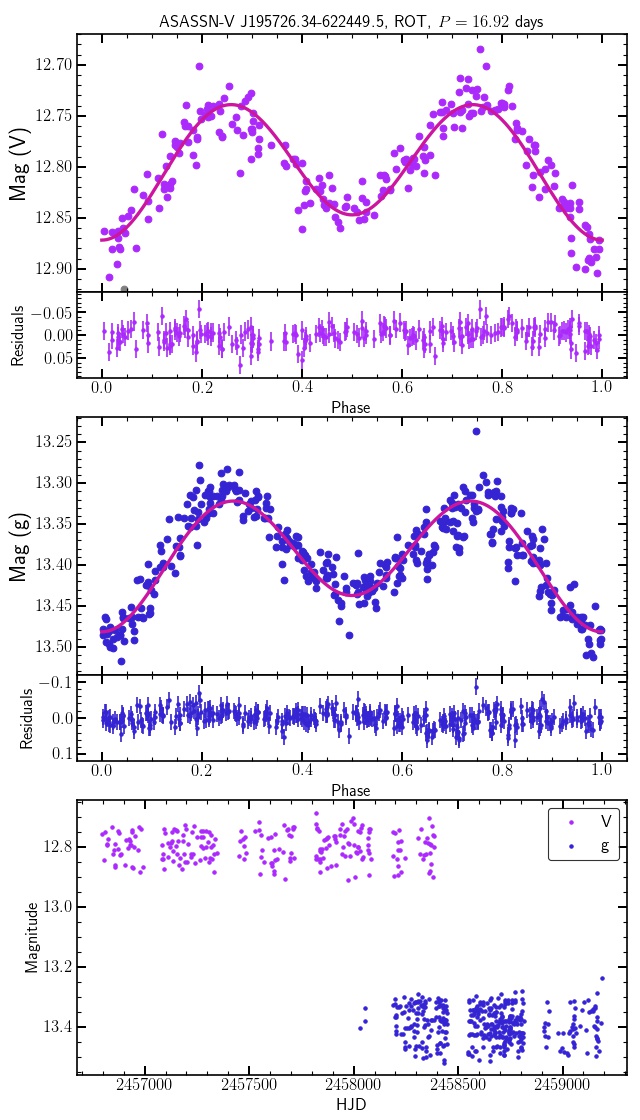 ASASSN-V J195726.34-622449.5, ROT, P = 16.92 days
Mag (V)
12.70
12.75
12.80
12.85
12.90
Residuals
−0.05
0.00
0.05
0.0 0.2 0.4 0.6 0.8 1.0
Phase
Mag (g)
13.25
13.30
13.35
13.40
13.45
13.50
Residuals
−0.1
0.0
0.1
0.0 0.2 0.4 0.6 0.8 1.0
Phase
Magnitude
12.8
13.0
13.2
13.4
V
g
2457000 2457500 2458000 2458500 2459000
HJD